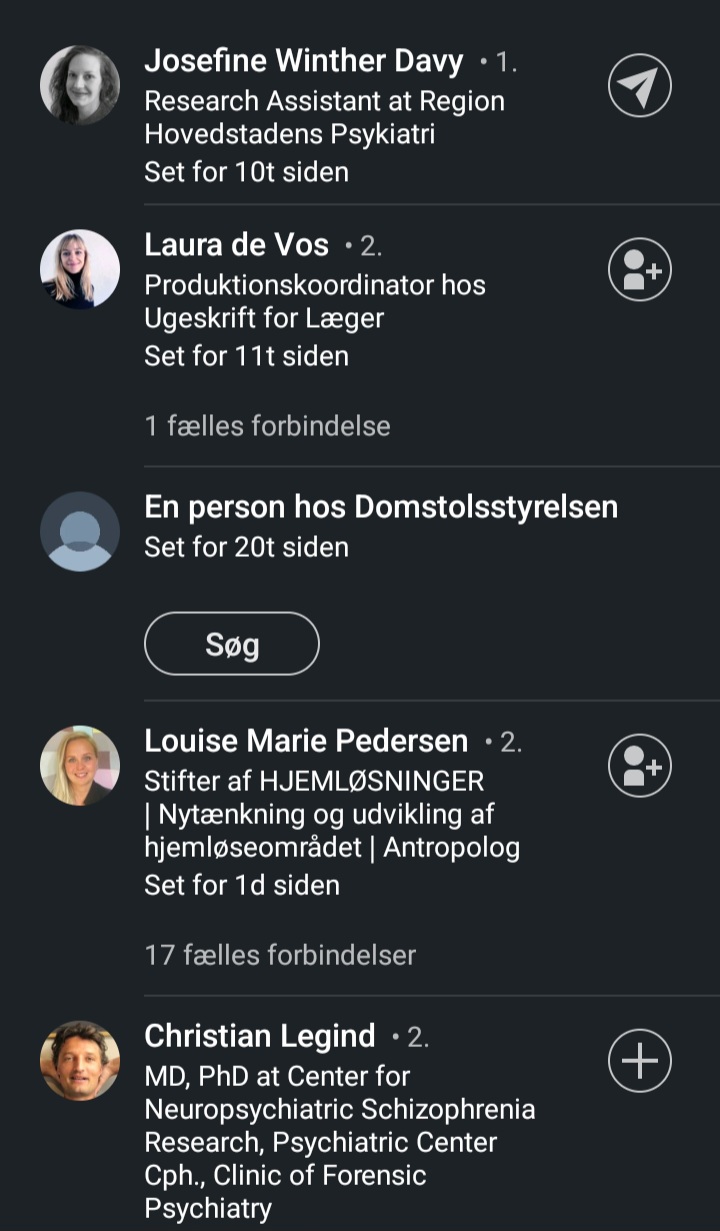 Josefine Winther Davy • 1.
Research Assistant at Region
Hovedstadens Psykiatri
Set for 10t siden
Laura de Vos • 2.
Produktionskoordinator hos
Ugeskrift for Læger
Set for 11t siden
1 fælles forbindelse
En person hos Domstolsstyrelsen
Set for 20t siden
Søg
Louise Marie Pedersen • 2.
Stifter af HJEMLØSNINGER
| Nytænkning og udvikling af
hjemløseområdet | Antropolog
Set for 1d siden
17 fælles forbindelser
Christian Legind • 2.
MD, PhD at Center for
Neuropsychiatric Schizophrenia
Research, Psychiatric Center
Cph., Clinic of Forensic
Psychiatry